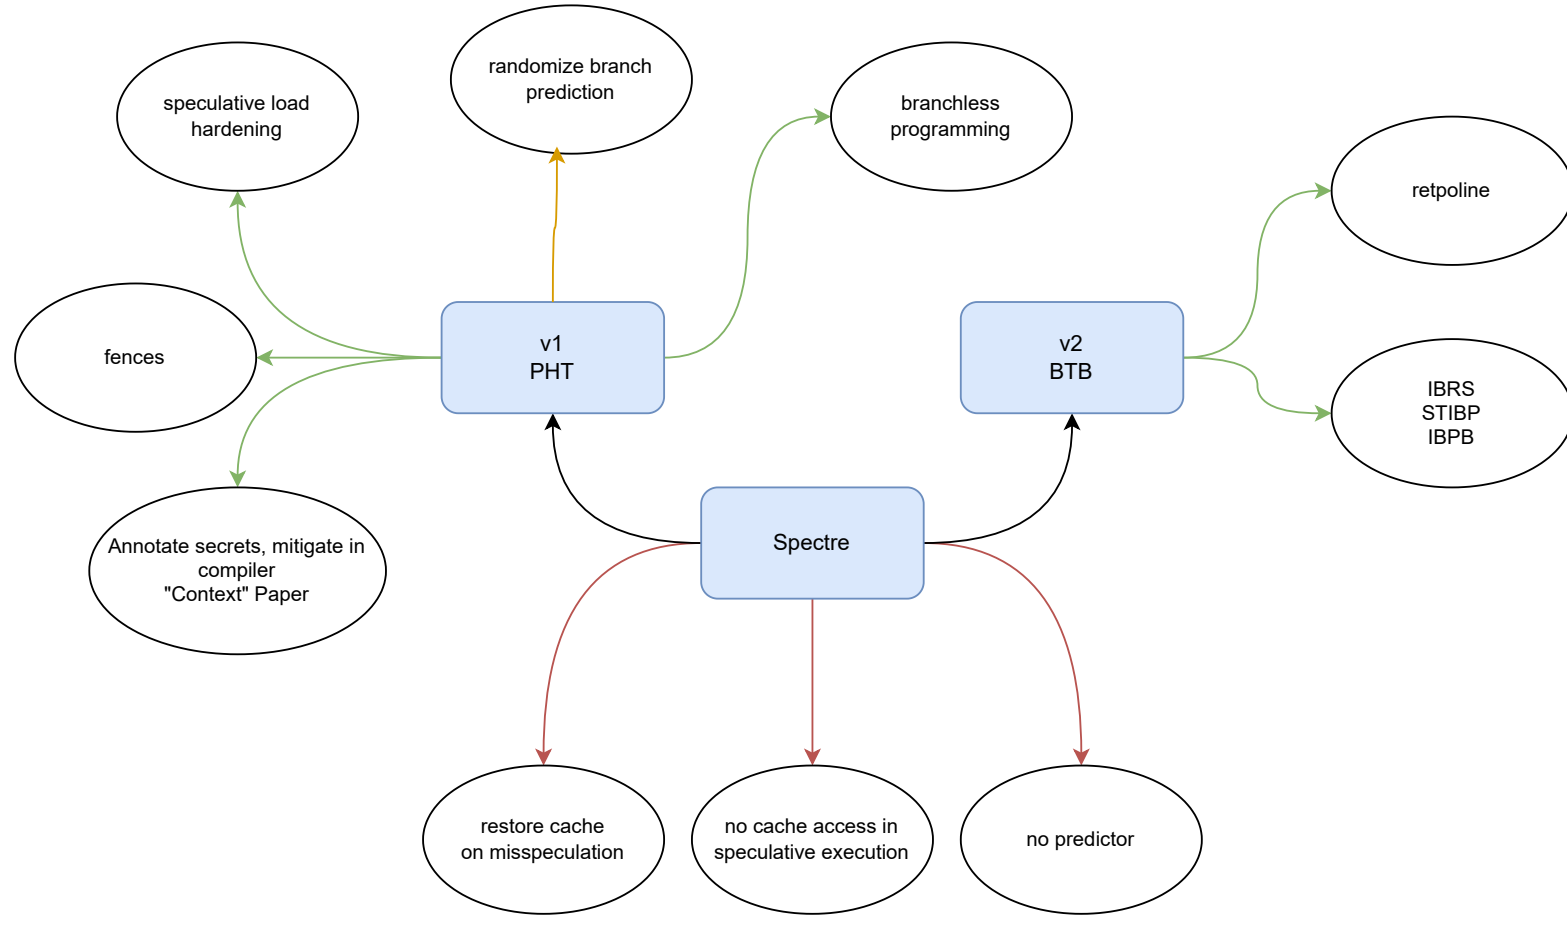 randomize branch
prediction
speculative load
hardening
branchless
programming
retpoline
fences
v1
PHT
v2
BTB
IBRS
STIBP
IBPB
Annotate secrets, mitigate in
compiler
"Context" Paper
Spectre
restore cache
on misspeculation
no cache access in
speculative execution
no predictor